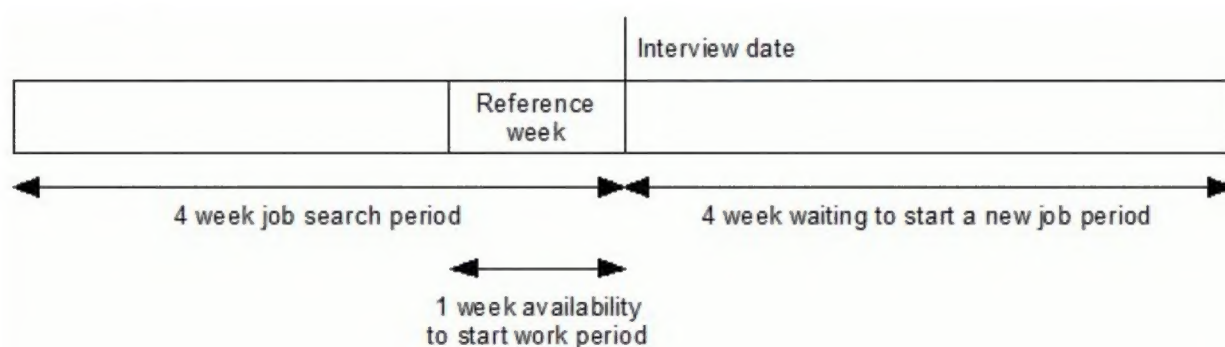 Interview date
Reference
week
4 week job search period
4 week waiting to start a new job period
1 week availability
to start work period